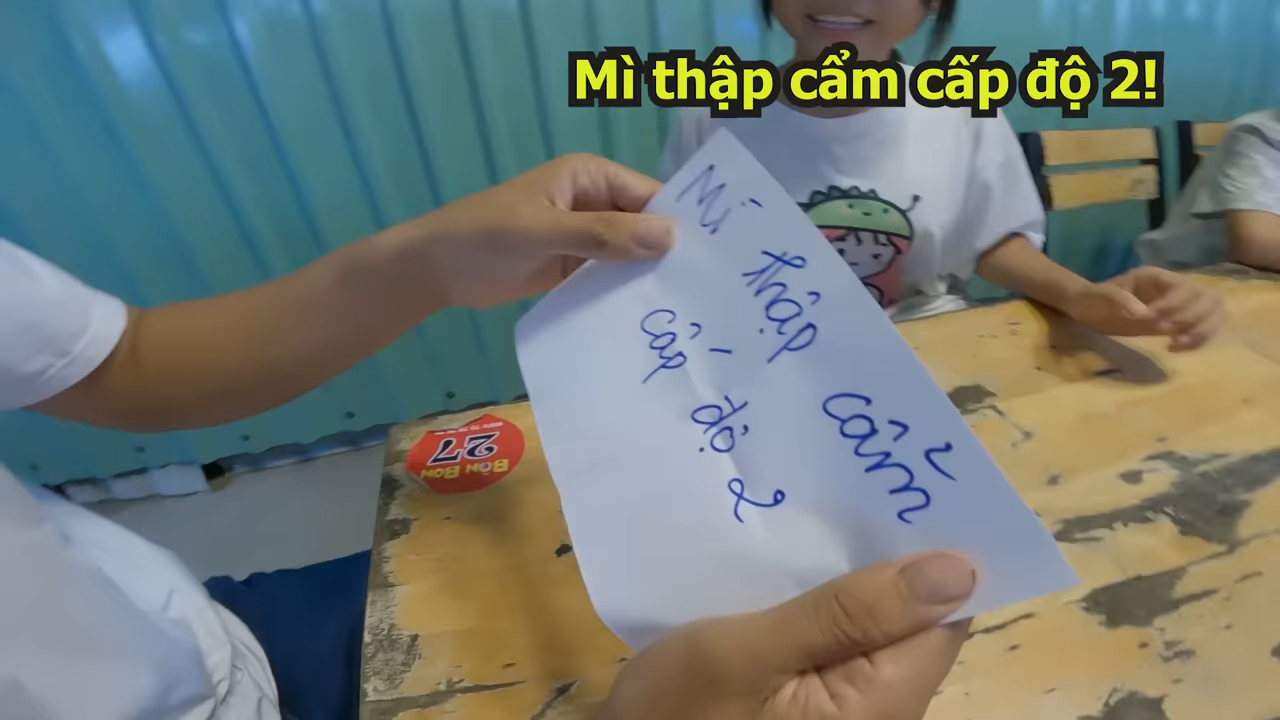 Mì thập cẩm cấp độ 2!
Mì thập cẩm
cấp độ 2
27
BON BON